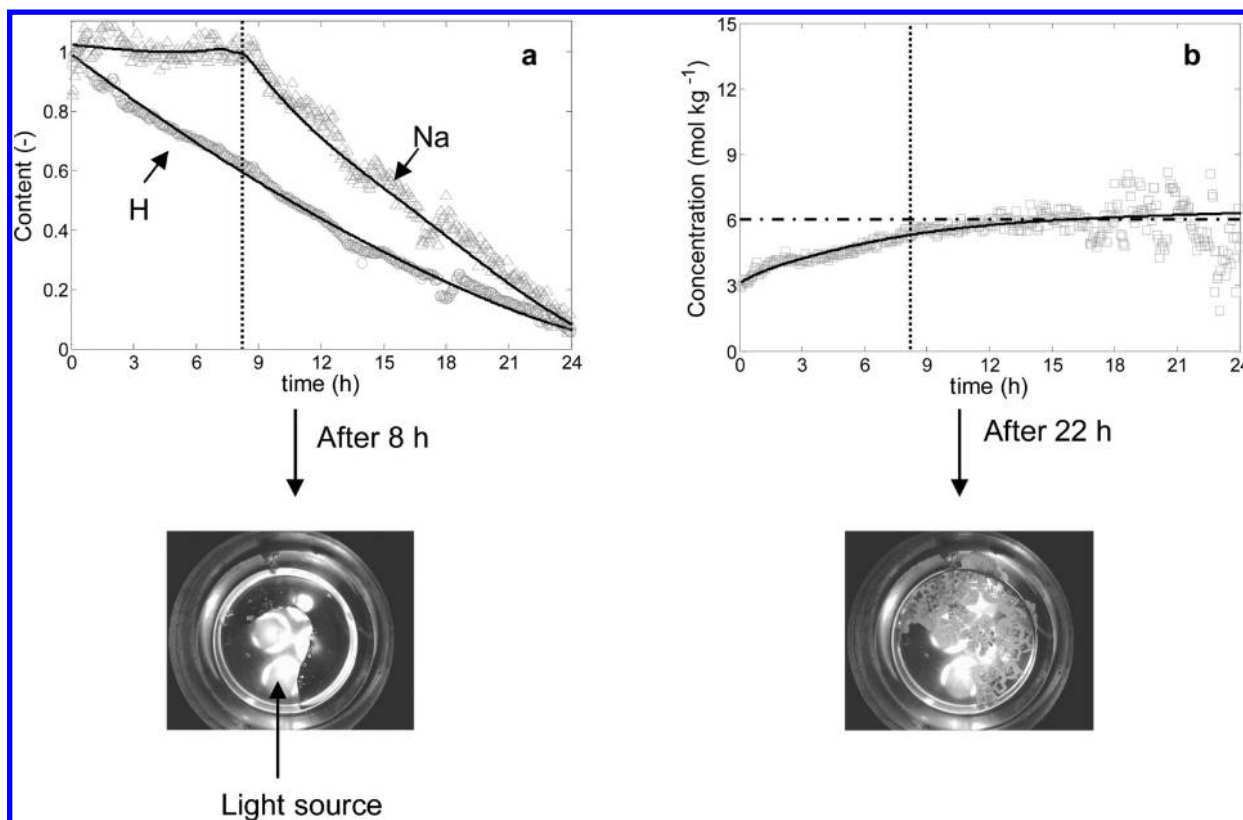 a
1
0.8
0.6
0.4
0.2
0
Content (-)
H
Na
0 3 6 9 12 15 18 21 24
time (h)
b
15
12
9
6
3
0
Concentration (mol kg⁻¹)
0 3 6 9 12 15 18 21 24
time (h)
After 8 h
After 22 h
Light source